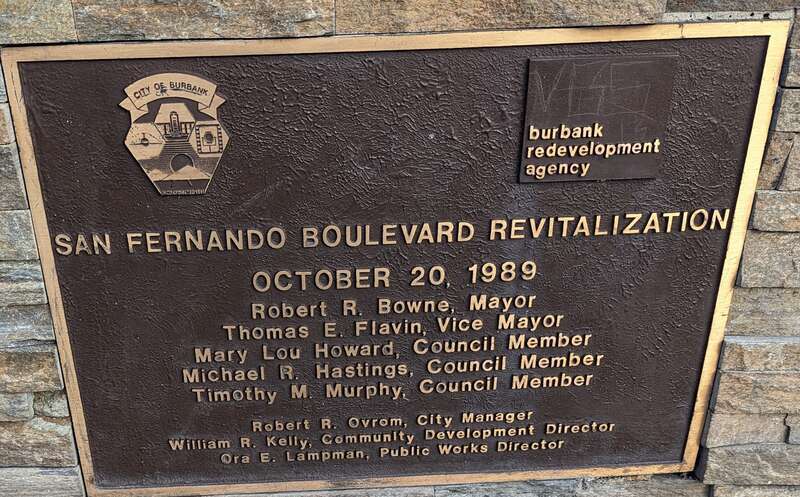 CITY OF BURBANK
burbank
redevelopment
agency
SAN FERNANDO BOULEVARD REVITALIZATION
OCTOBER 20, 1989
Robert R. Bowne, Mayor
Thomas E. Flavin, Vice Mayor
Mary Lou Howard, Council Member
Michael R. Hastings, Council Member
Timothy M. Murphy, Council Member
Robert R. Ovrom, City Manager
William R. Kelly, Community Development Director
Ora E. Lampman, Public Works Director